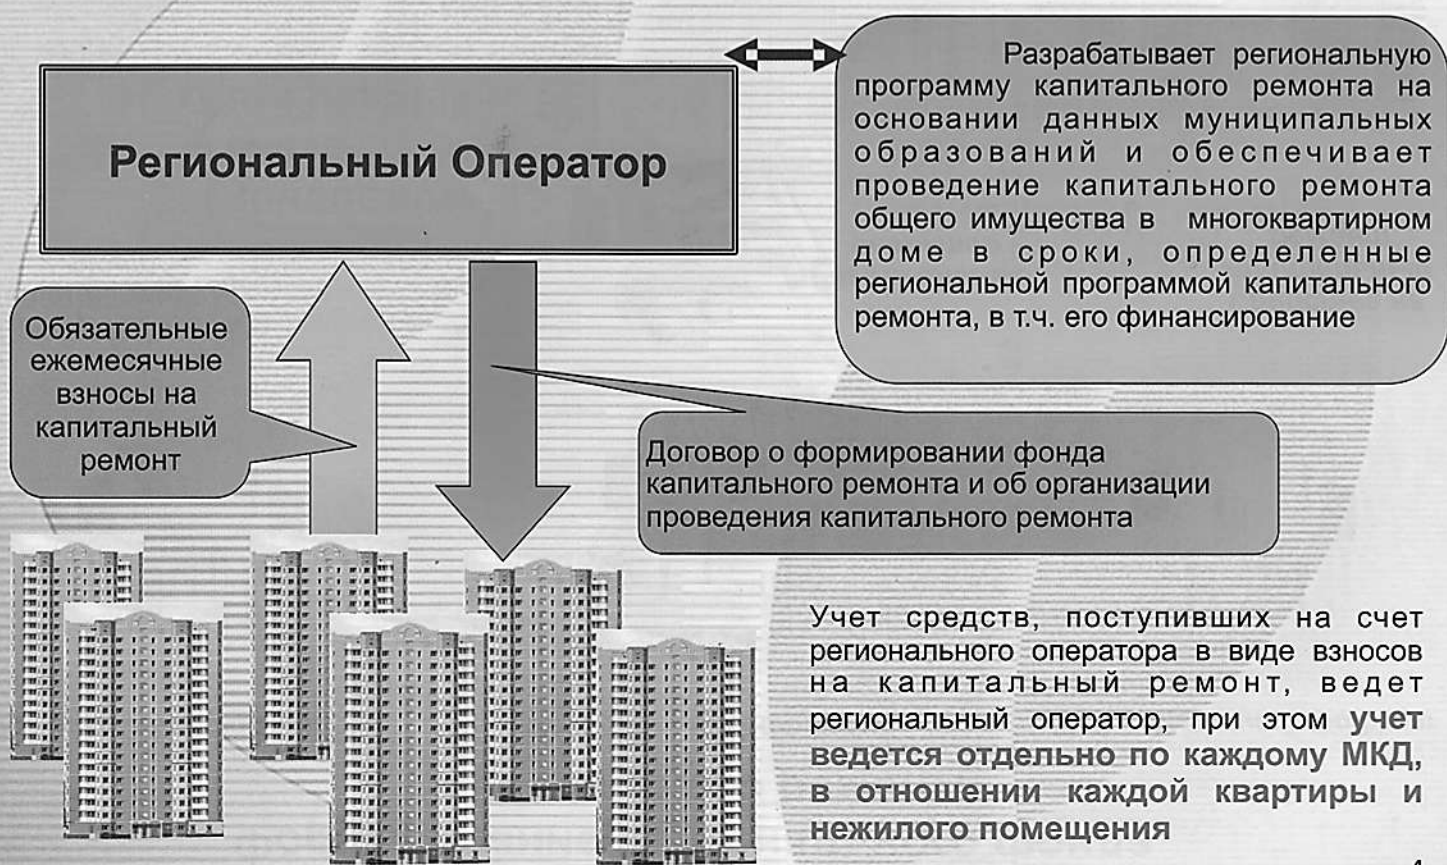 Региональный Оператор
Разрабатывает региональную
программу капитального ремонта на
основании данных муниципальных
образований и обеспечивает
проведение капитального ремонта
общего имущества в многоквартирном
доме в сроки, определенные
региональной программой капитального
ремонта, в т.ч. его финансирование
Обязательные
ежемесячные
взносы на
капитальный
ремонт
Договор о формировании фонда
капитального ремонта и об организации
проведения капитального ремонта
Учет средств, поступивших на счет
регионального оператора в виде взносов
на капитальный ремонт, ведет
региональный оператор, при этом учет
ведется отдельно по каждому МКД,
в отношении каждой квартиры и
нежилого помещения